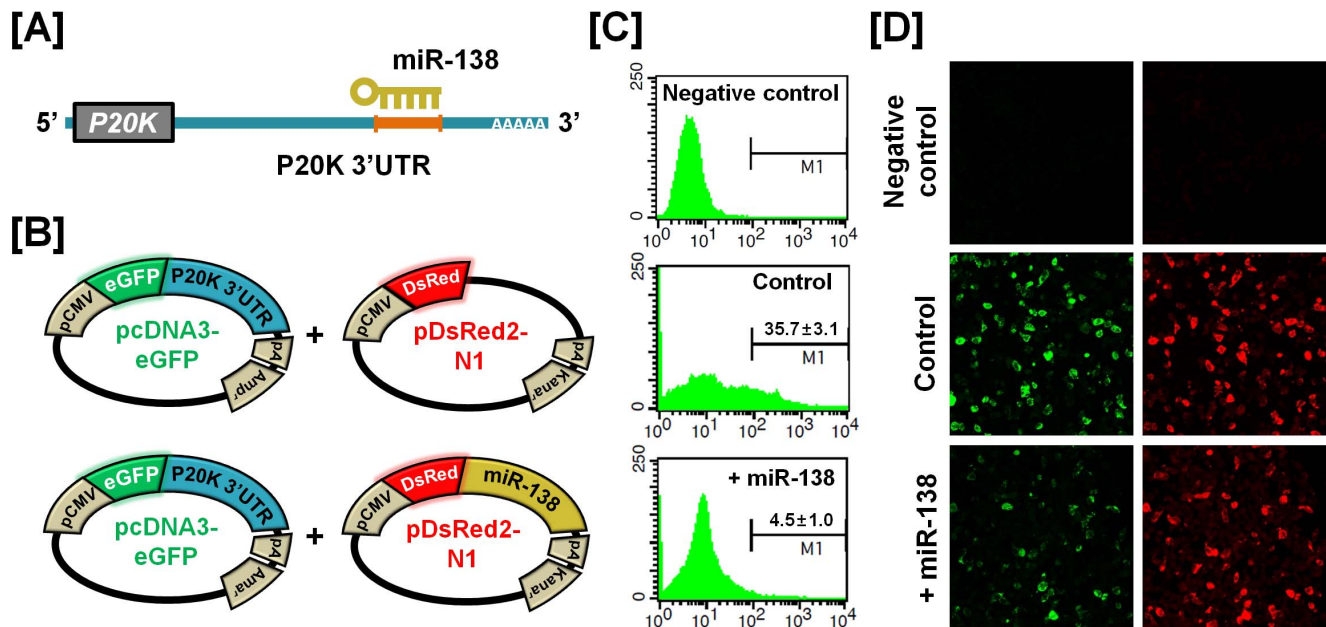 [A]
miR-138
5'
P20K
AAAAA
3'
P20K 3'UTR
[B]
pCMV
eGFP
P20K 3'UTR
pA
Ampʳ
pcDNA3-
eGFP
+
pCMV
DsRed
pA
Kanaʳ
pDsRed2-
N1
pCMV
eGFP
P20K 3'UTR
pA
Amaʳ
pcDNA3-
eGFP
+
pCMV
DsRed
miR-138
pA
Kanaʳ
pDsRed2-
N1
[C]
250
Negative control
M1
0
10⁰ 10¹ 10² 10³ 10⁴
250
Control
35.7±3.1
M1
0
10⁰ 10¹ 10² 10³ 10⁴
250
+ miR-138
4.5±1.0
M1
0
10⁰ 10¹ 10² 10³ 10⁴
[D]
Negative
control
Control
+ miR-138